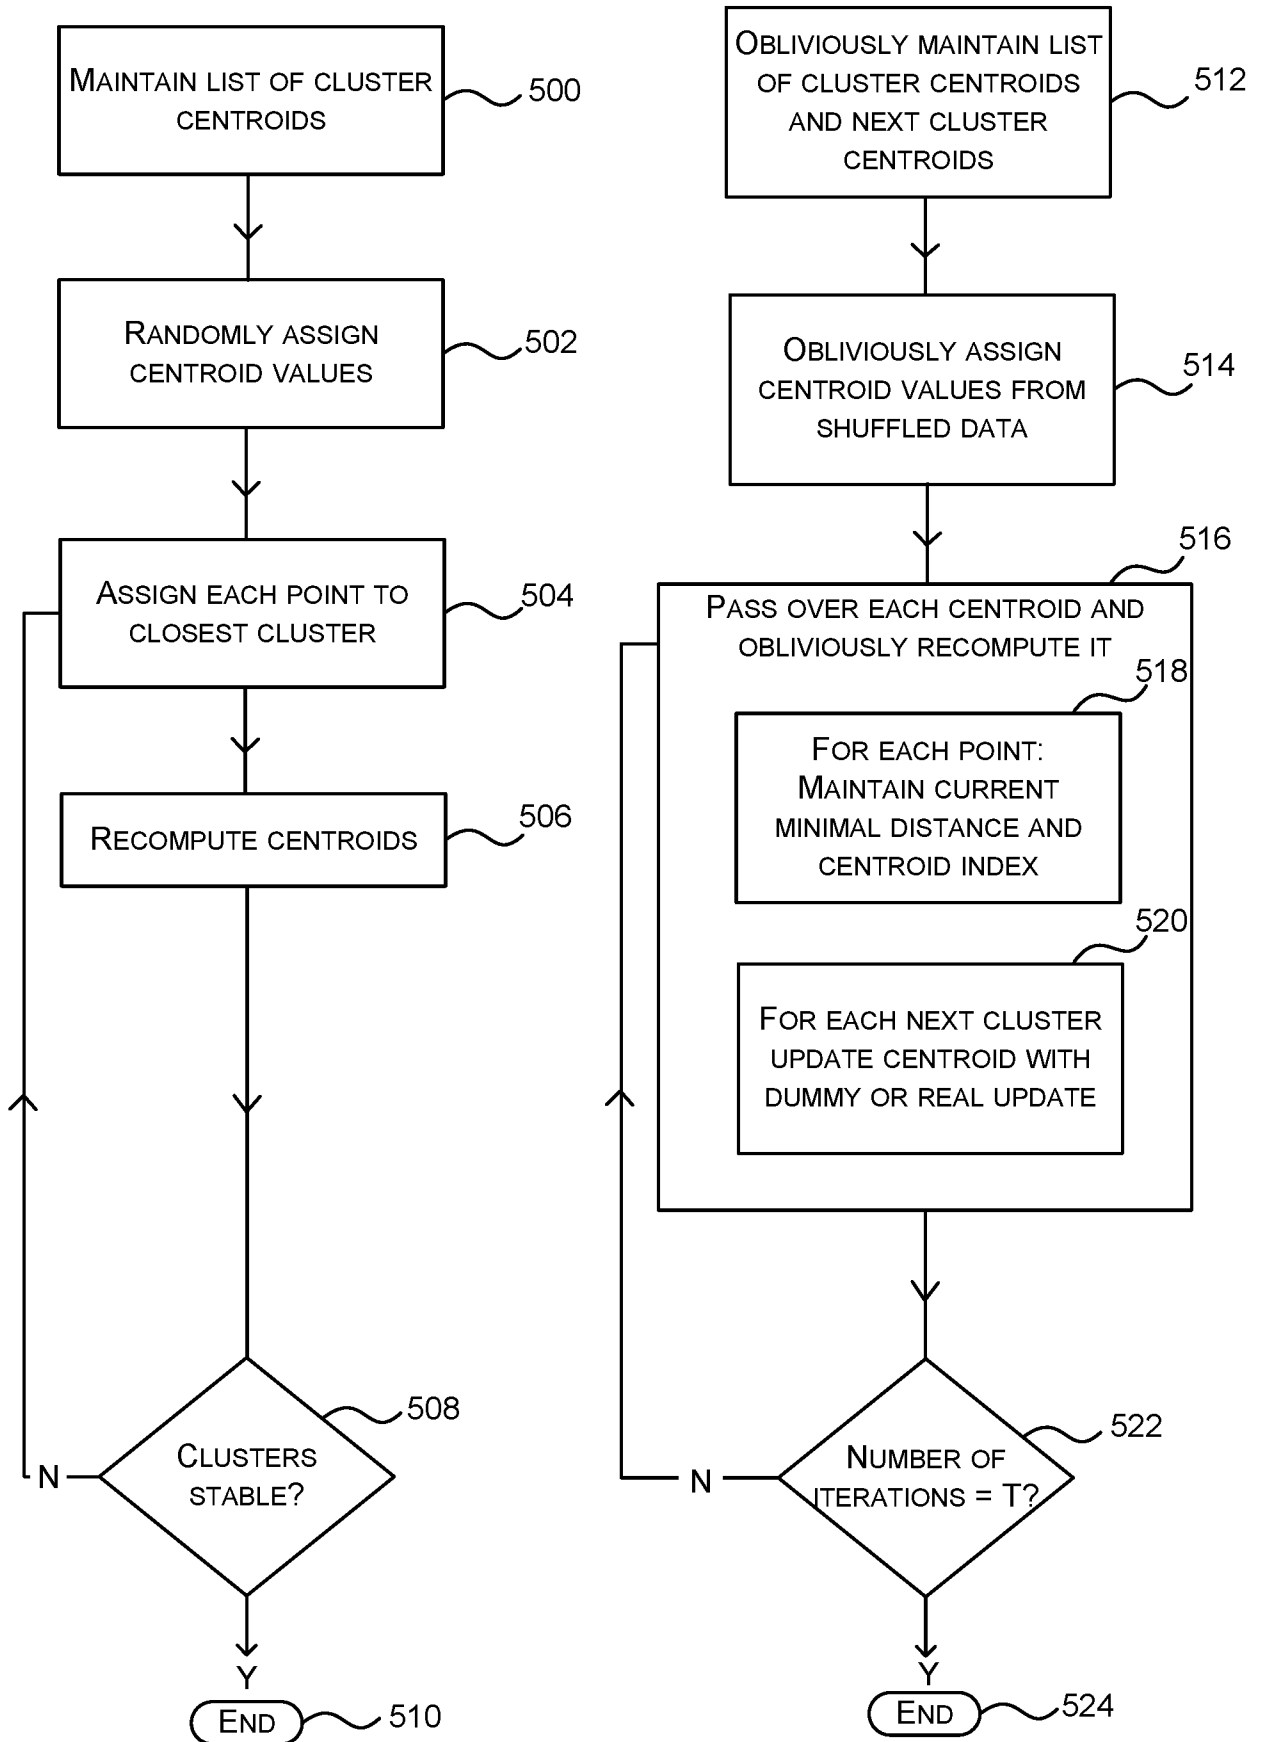 MAINTAIN LIST OF CLUSTER
CENTROIDS
500
RANDOMLY ASSIGN
CENTROID VALUES
502
ASSIGN EACH POINT TO
CLOSEST CLUSTER
504
RECOMPUTE CENTROIDS
506
CLUSTERS
STABLE?
508
N
Y
END
510
OBLIVIOUSLY MAINTAIN LIST
OF CLUSTER CENTROIDS
AND NEXT CLUSTER
CENTROIDS
512
OBLIVIOUSLY ASSIGN
CENTROID VALUES FROM
SHUFFLED DATA
514
516
PASS OVER EACH CENTROID AND
OBLIVIOUSLY RECOMPUTE IT
518
FOR EACH POINT:
MAINTAIN CURRENT
MINIMAL DISTANCE AND
CENTROID INDEX
520
FOR EACH NEXT CLUSTER
UPDATE CENTROID WITH
DUMMY OR REAL UPDATE
NUMBER OF
ITERATIONS = T?
522
N
Y
END
524